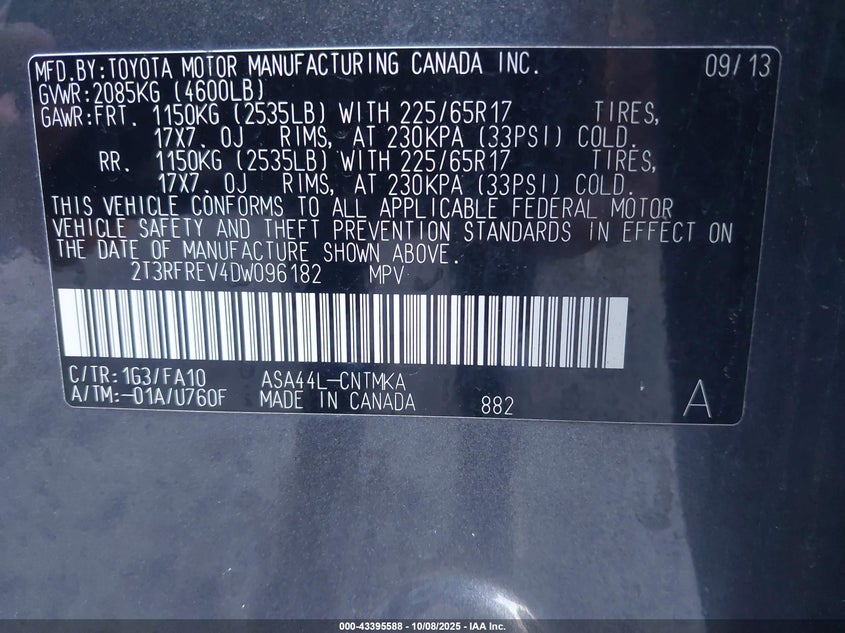 MFD.BY:TOYOTA MOTOR MANUFACTURING CANADA INC. 09/13
GVWR:2085KG (4600LB)
GAWR:FRT. 1150KG (2535LB) WITH 225/65R17 TIRES,
17X7.0J RIMS, AT 230KPA (33PSI) COLD.
RR. 1150KG (2535LB) WITH 225/65R17 TIRES,
17X7.0J RIMS, AT 230KPA (33PSI) COLD.
THIS VEHICLE CONFORMS TO ALL APPLICABLE FEDERAL MOTOR
VEHICLE SAFETY AND THEFT PREVENTION STANDARDS IN EFFECT ON
THE DATE OF MANUFACTURE SHOWN ABOVE.
2T3RFREV4DW096182 MPV
C/TR:1G3/FA10 ASA44L-CNTMKA
A/TM:-01A/U760F MADE IN CANADA 882 A
000-43395588 - 10/08/2025 - IAA Inc.